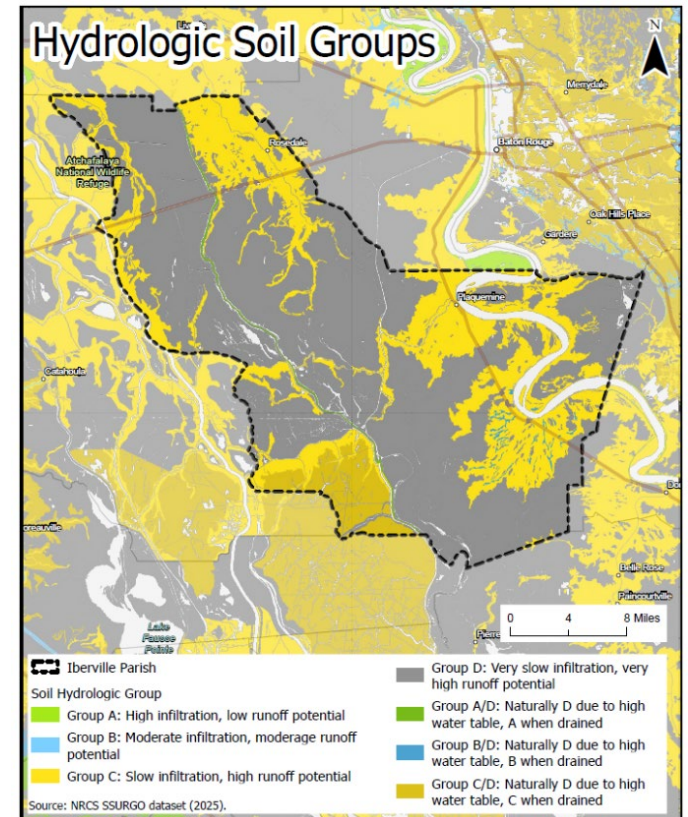 Hydrologic Soil Groups
N
Merrydale
Rosedale
Baton Rouge
Atchafalaya
National Wildlife
Refuge
Oak Hills Place
Gardere
Plaquemine
Catahoula
oreauville
Belle Rose
Paincourtville
Lake
Fausse
Pointe
Pierre
0 4 8 Miles
Iberville Parish
Soil Hydrologic Group
Group A: High infiltration, low runoff potential
Group B: Moderate infiltration, moderage runoff
potential
Group C: Slow infiltration, high runoff potential
Group D: Very slow infiltration, very
high runoff potential
Group A/D: Naturally D due to high
water table, A when drained
Group B/D: Naturally D due to high
water table, B when drained
Group C/D: Naturally D due to high
water table, C when drained
Source: NRCS SSURGO dataset (2025).